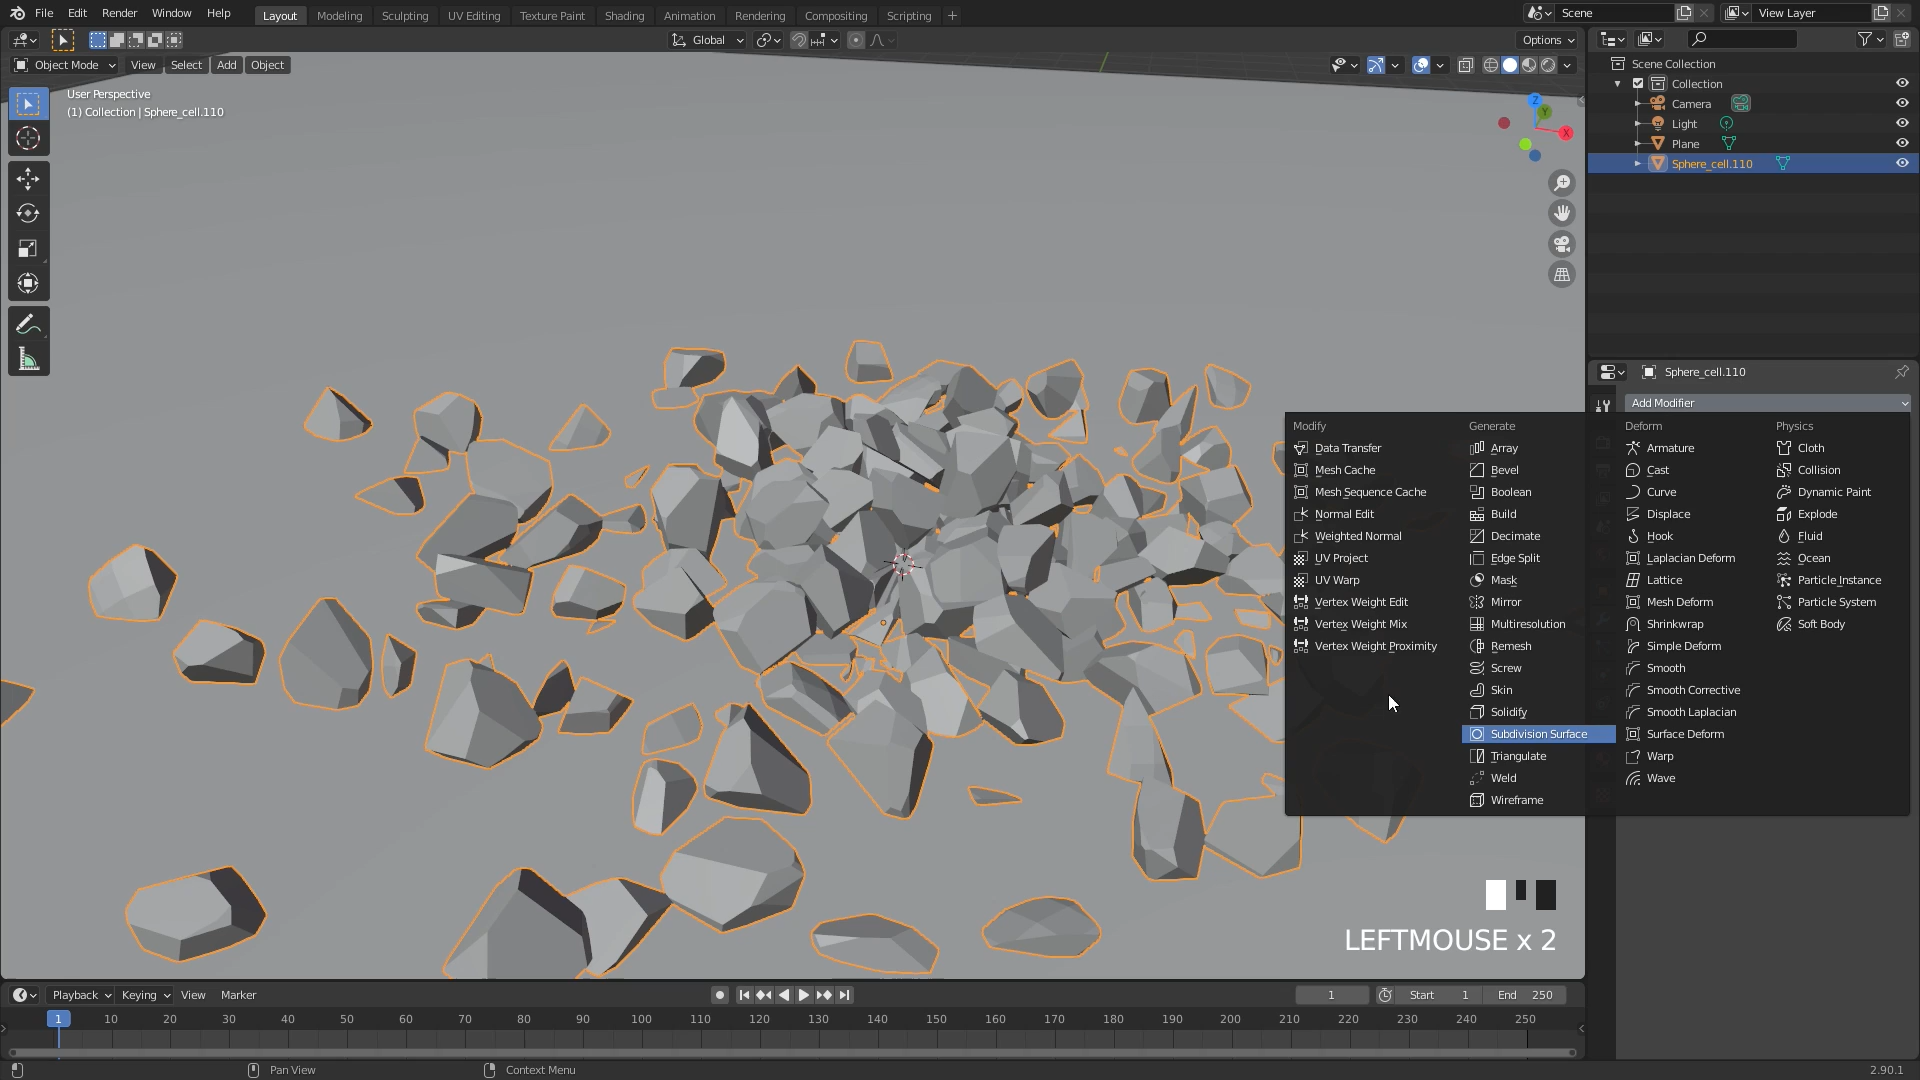 File Edit Render Window Help Layout Modeling Sculpting UV Editing Texture Paint Shading Animation Rendering Compositing Scripting Scene View Layer
Global Options
Object Mode View Select Add Object
User Perspective
(1) Collection | Sphere_cell.110
Z
Y
X
Scene Collection
Collection
Camera
Light
Plane
Sphere_cell.110
Sphere_cell.110
Add Modifier
Modify
Data Transfer
Mesh Cache
Mesh Sequence Cache
Normal Edit
Weighted Normal
UV Project
UV Warp
Vertex Weight Edit
Vertex Weight Mix
Vertex Weight Proximity
Generate
Array
Bevel
Boolean
Build
Decimate
Edge Split
Mask
Mirror
Multiresolution
Remesh
Screw
Skin
Solidify
Subdivision Surface
Triangulate
Weld
Wireframe
Deform
Armature
Cast
Curve
Displace
Hook
Laplacian Deform
Lattice
Mesh Deform
Shrinkwrap
Simple Deform
Smooth
Smooth Corrective
Smooth Laplacian
Surface Deform
Warp
Wave
Physics
Cloth
Collision
Dynamic Paint
Explode
Fluid
Ocean
Particle Instance
Particle System
Soft Body
LEFTMOUSE x 2
Playback Keying View Marker 1 Start 1 End 250
1 10 20 30 40 50 60 70 80 90 100 110 120 130 140 150 160 170 180 190 200 210 220 230 240 250
Pan View Context Menu 2.90.1